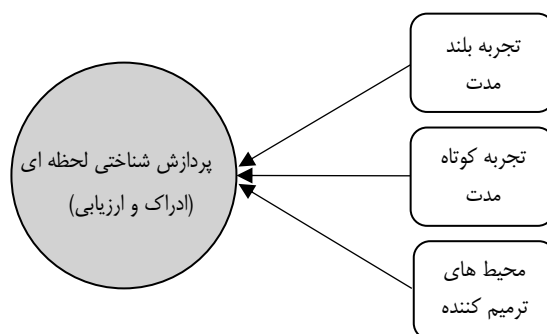 تجربه بلند
مدت
پردازش شناختی لحظه ای
(ادراک و ارزیابی)
تجربه کوتاه
مدت
محیط های
ترمیم کننده